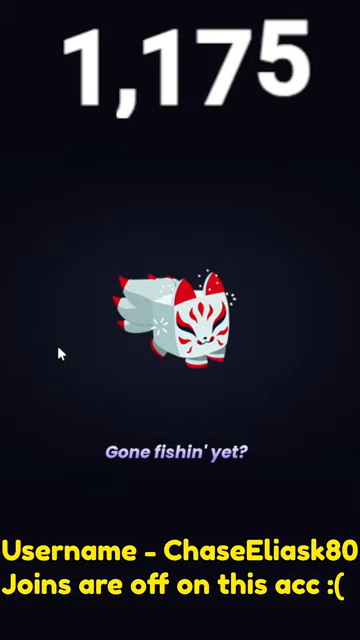 1,175
Gone fishin' yet?
Username - ChaseEliask80
Joins are off on this acc :(